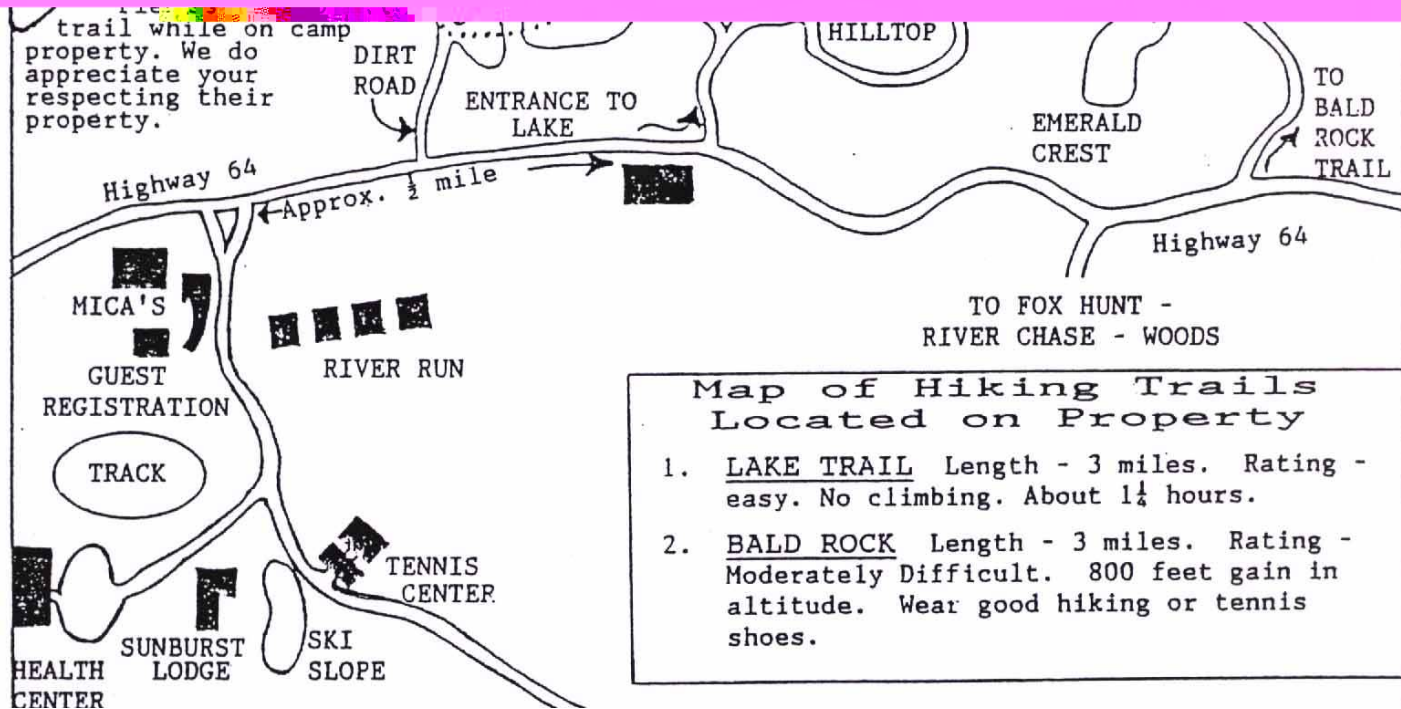 trail while on camp
property. We do
appreciate your
respecting their
property.
DIRT
ROAD
ENTRANCE TO
LAKE
HILLTOP
EMERALD
CREST
TO
BALD
ROCK
TRAIL
Highway 64
Approx. ½ mile
Highway 64
MICA'S
GUEST
REGISTRATION
RIVER RUN
TO FOX HUNT -
RIVER CHASE - WOODS
TRACK
TENNIS
CENTER
SUNBURST
LODGE
SKI
SLOPE
HEALTH
CENTER
Map of Hiking Trails
Located on Property
1. LAKE TRAIL Length - 3 miles. Rating -
easy. No climbing. About 1¼ hours.
2. BALD ROCK Length - 3 miles. Rating -
Moderately Difficult. 800 feet gain in
altitude. Wear good hiking or tennis
shoes.